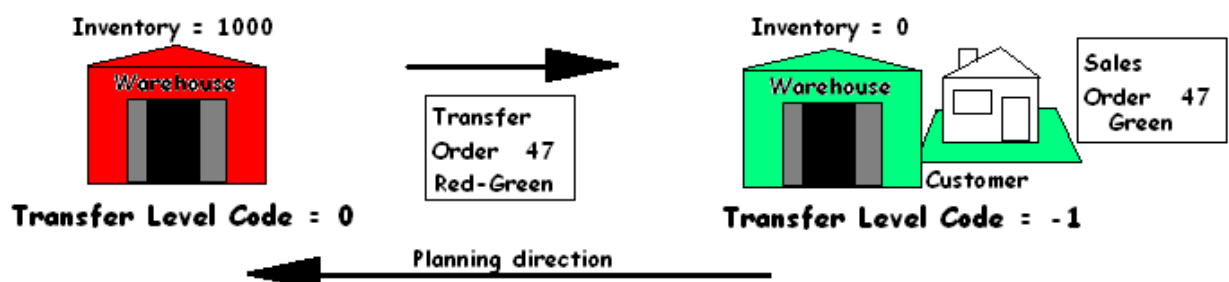 Inventory = 1000
Warehouse
Transfer Level Code = 0
Transfer
Order 47
Red-Green
Inventory = 0
Warehouse
Customer
Sales
Order 47
Green
Transfer Level Code = -1
Planning direction